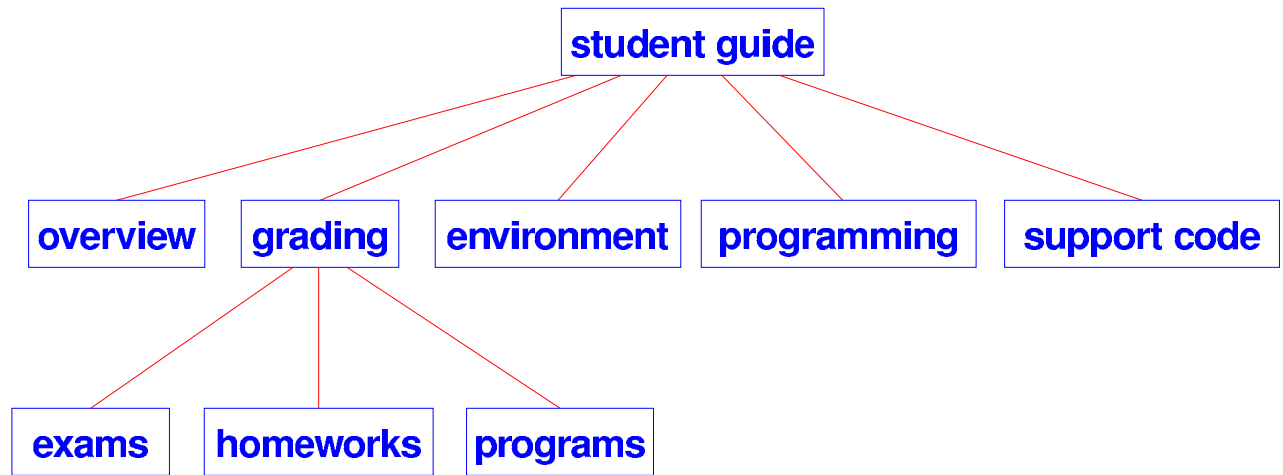 student guide
overview
grading
environment
programming
support code
exams
homeworks
programs